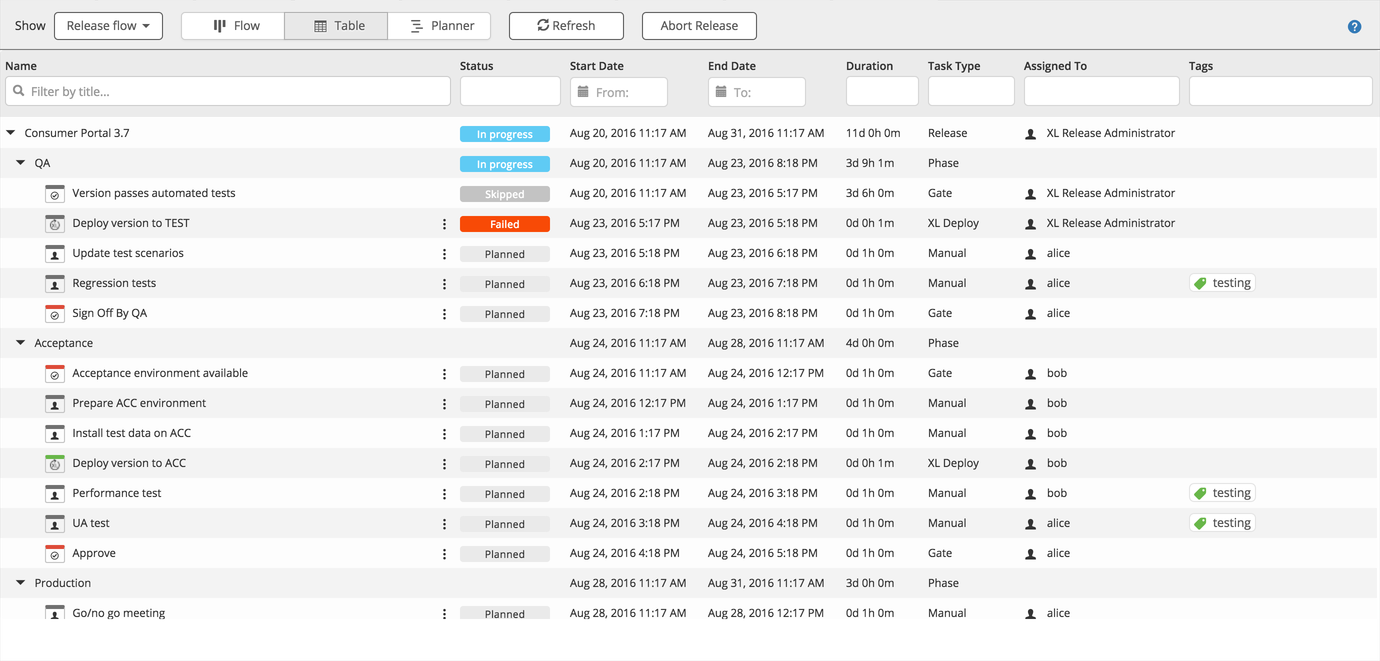 Show Release flow Flow Table Planner Refresh Abort Release ?
Name Status Start Date End Date Duration Task Type Assigned To Tags
Filter by title... From: To:
Consumer Portal 3.7 In progress Aug 20, 2016 11:17 AM Aug 31, 2016 11:17 AM 11d 0h 0m Release XL Release Administrator
QA In progress Aug 20, 2016 11:17 AM Aug 23, 2016 8:18 PM 3d 9h 1m Phase
Version passes automated tests Skipped Aug 20, 2016 11:17 AM Aug 23, 2016 5:17 PM 3d 6h 0m Gate XL Release Administrator
Deploy version to TEST Failed Aug 23, 2016 5:17 PM Aug 23, 2016 5:18 PM 0d 0h 1m XL Deploy XL Release Administrator
Update test scenarios Planned Aug 23, 2016 5:18 PM Aug 23, 2016 6:18 PM 0d 1h 0m Manual alice
Regression tests Planned Aug 23, 2016 6:18 PM Aug 23, 2016 7:18 PM 0d 1h 0m Manual alice testing
Sign Off By QA Planned Aug 23, 2016 7:18 PM Aug 23, 2016 8:18 PM 0d 1h 0m Gate alice
Acceptance Aug 24, 2016 11:17 AM Aug 28, 2016 11:17 AM 4d 0h 0m Phase
Acceptance environment available Planned Aug 24, 2016 11:17 AM Aug 24, 2016 12:17 PM 0d 1h 0m Gate bob
Prepare ACC environment Planned Aug 24, 2016 12:17 PM Aug 24, 2016 1:17 PM 0d 1h 0m Manual bob
Install test data on ACC Planned Aug 24, 2016 1:17 PM Aug 24, 2016 2:17 PM 0d 1h 0m Manual bob
Deploy version to ACC Planned Aug 24, 2016 2:17 PM Aug 24, 2016 2:18 PM 0d 0h 1m XL Deploy bob
Performance test Planned Aug 24, 2016 2:18 PM Aug 24, 2016 3:18 PM 0d 1h 0m Manual bob testing
UA test Planned Aug 24, 2016 3:18 PM Aug 24, 2016 4:18 PM 0d 1h 0m Manual alice testing
Approve Planned Aug 24, 2016 4:18 PM Aug 24, 2016 5:18 PM 0d 1h 0m Gate alice
Production Aug 28, 2016 11:17 AM Aug 31, 2016 11:17 AM 3d 0h 0m Phase
Go/no go meeting Planned Aug 28, 2016 11:17 AM Aug 28, 2016 12:17 PM 0d 1h 0m Manual alice